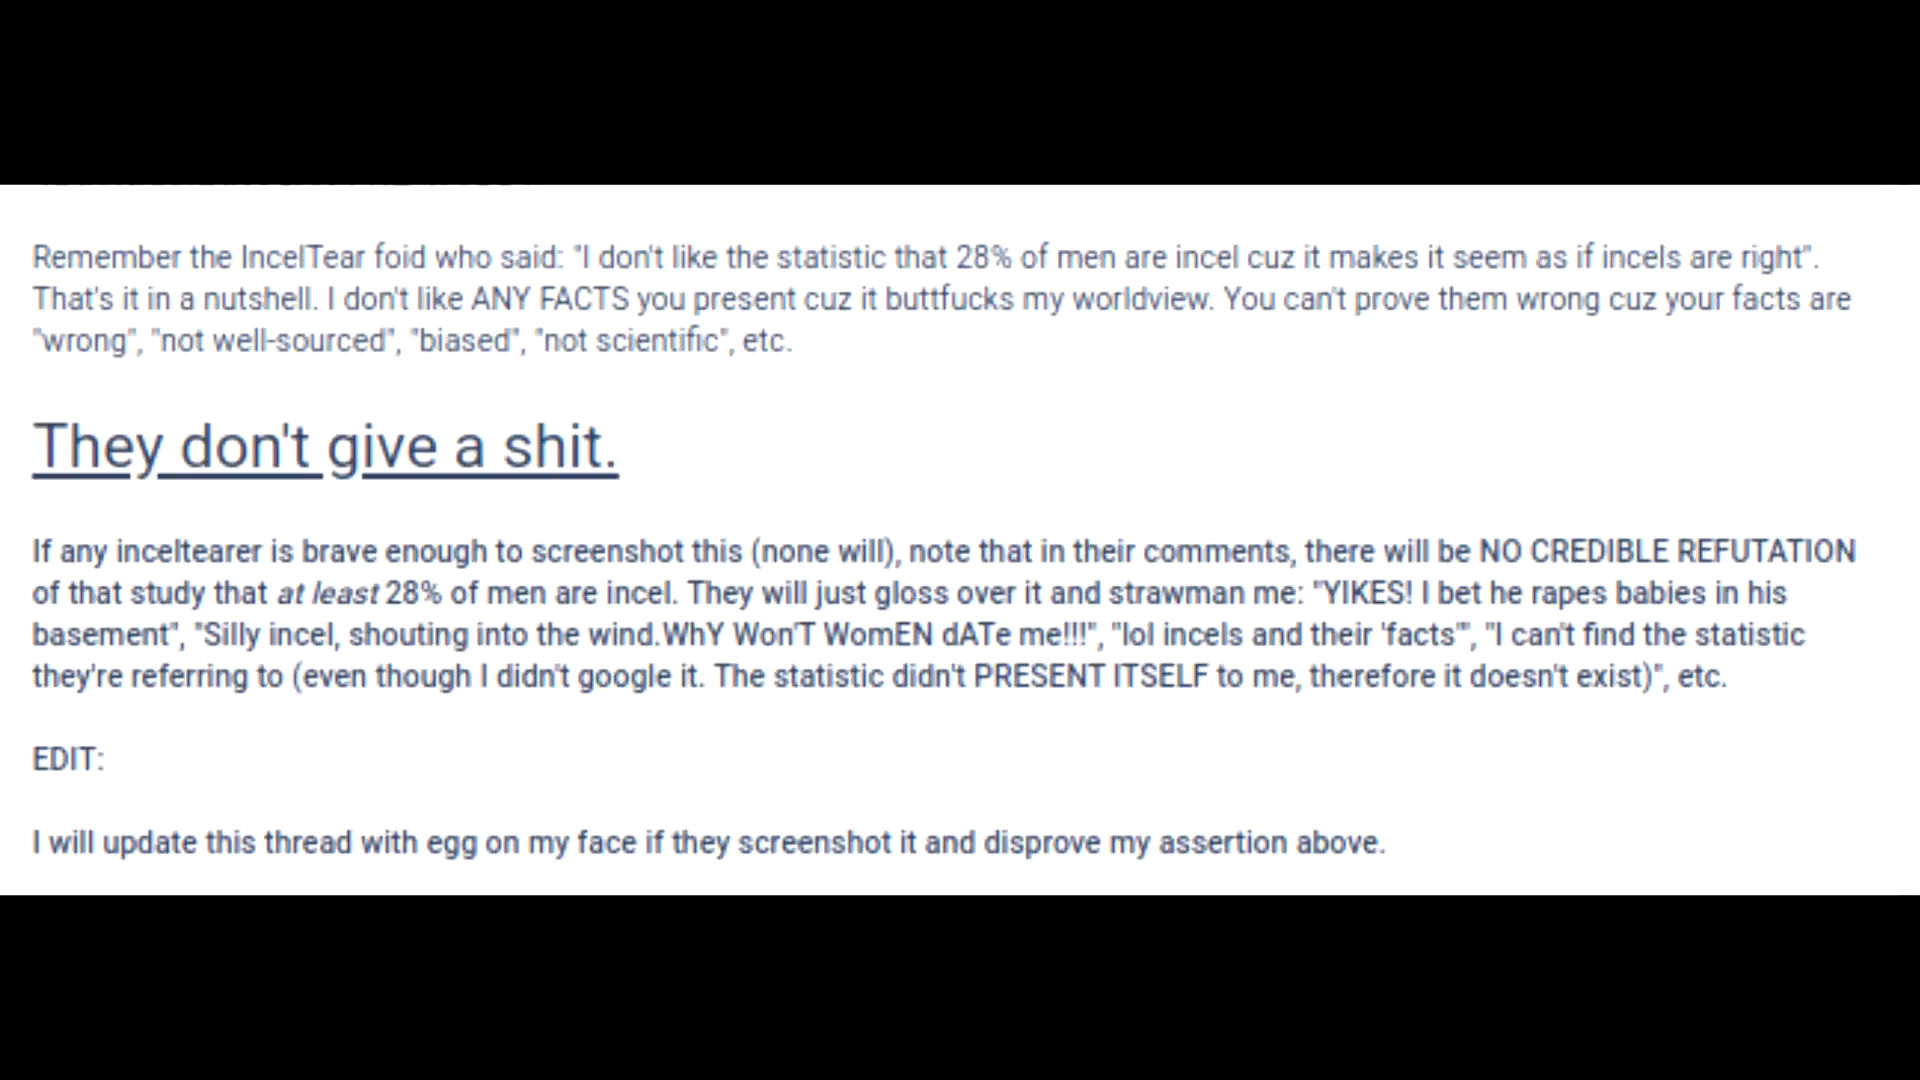 Remember the IncelTear foid who said: "I don't like the statistic that 28% of men are incel cuz it makes it seem as if incels are right".
That's it in a nutshell. I don't like ANY FACTS you present cuz it buttfucks my worldview. You can't prove them wrong cuz your facts are
"wrong", "not well-sourced", "biased", "not scientific", etc.
They don't give a shit.
If any inceltearer is brave enough to screenshot this (none will), note that in their comments, there will be NO CREDIBLE REFUTATION
of that study that at least 28% of men are incel. They will just gloss over it and strawman me: "YIKES! I bet he rapes babies in his
basement", "Silly incel, shouting into the wind.WhY Won'T WomEN dATe me!!!", "lol incels and their 'facts'", "I can't find the statistic
they're referring to (even though I didn't google it. The statistic didn't PRESENT ITSELF to me, therefore it doesn't exist)", etc.
EDIT:
I will update this thread with egg on my face if they screenshot it and disprove my assertion above.